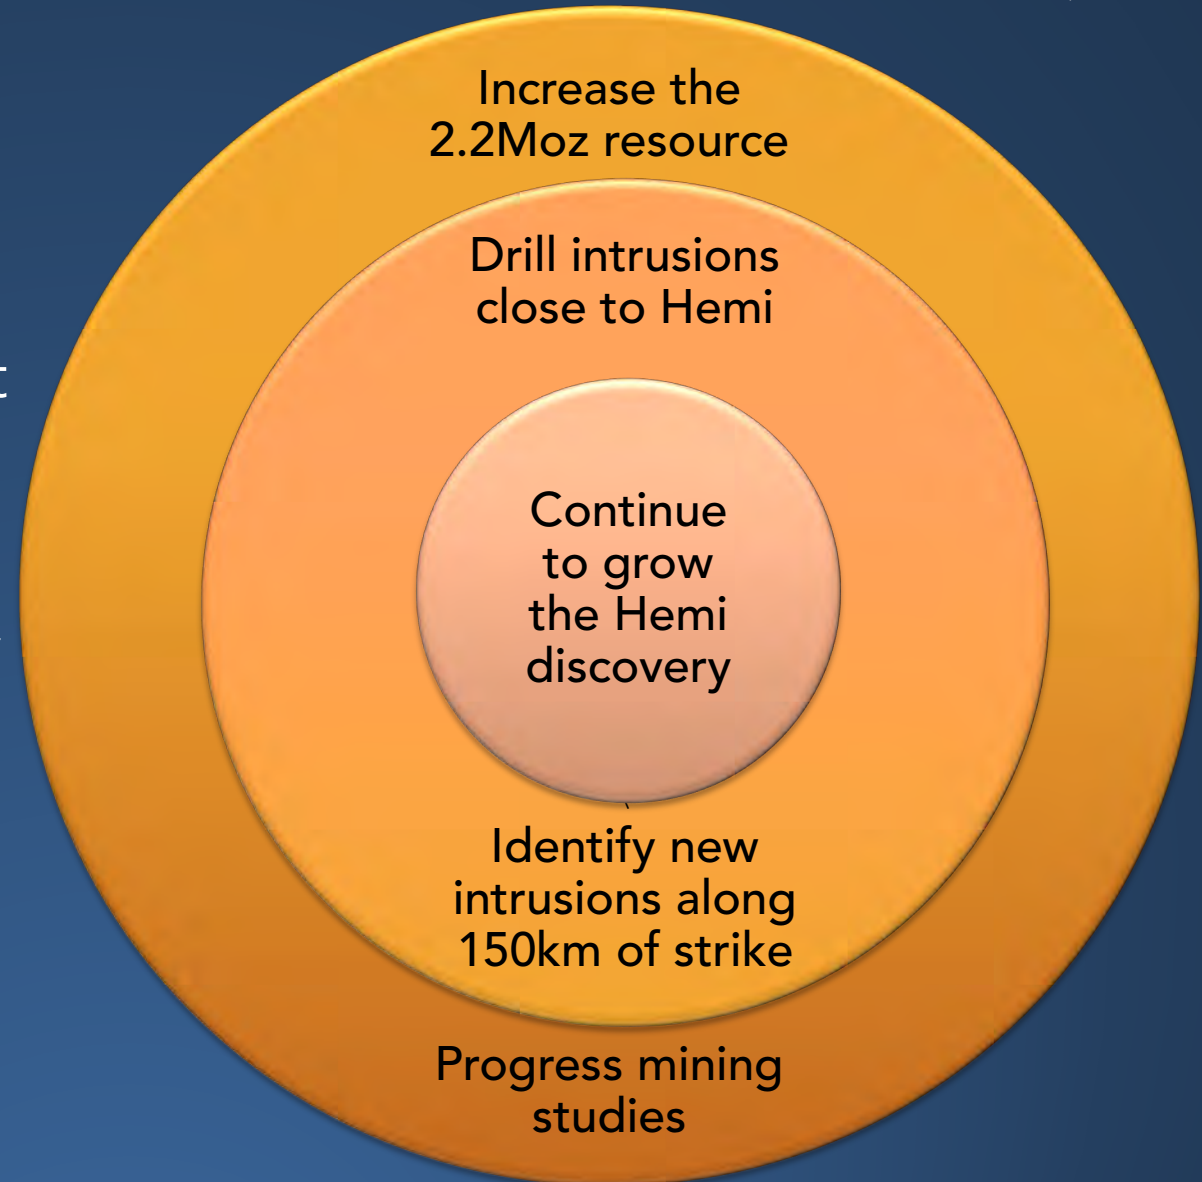 Increase the
2.2Moz resource
Drill intrusions
close to Hemi
Continue
to grow
the Hemi
discovery
Identify new
intrusions along
150km of strike
Progress mining
studies